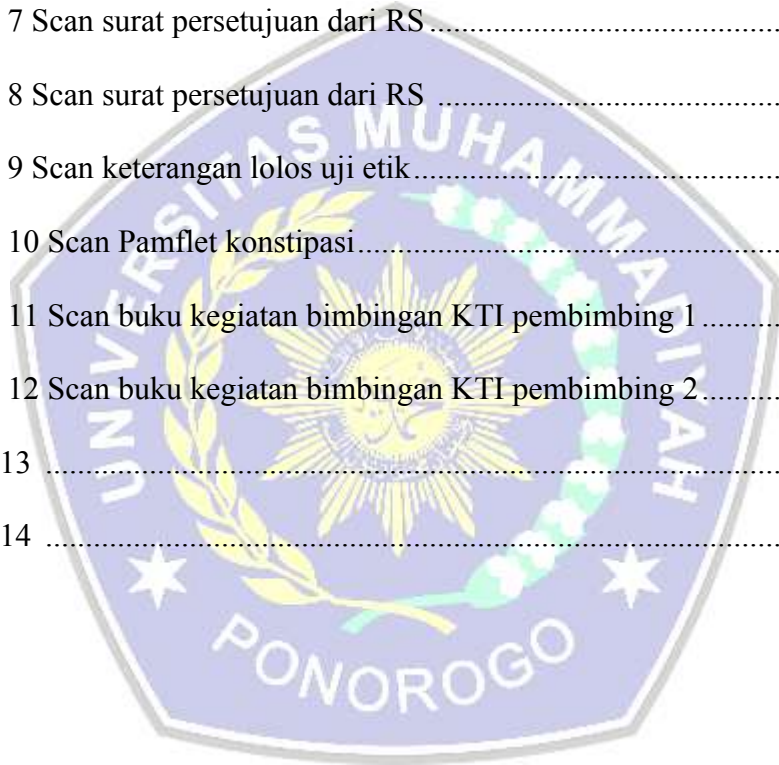 7 Scan surat persetujuan dari RS ..........................................
8 Scan surat persetujuan dari RS ..........................................
9 Scan keterangan lolos uji etik ............................................
10 Scan Pamflet konstipasi ...................................................
11 Scan buku kegiatan bimbingan KTI pembimbing 1 ..........
12 Scan buku kegiatan bimbingan KTI pembimbing 2 ..........
13 ...........................................................................................
14 ...........................................................................................
UNIVERSITAS MUHAMMADIYAH
PONOROGO